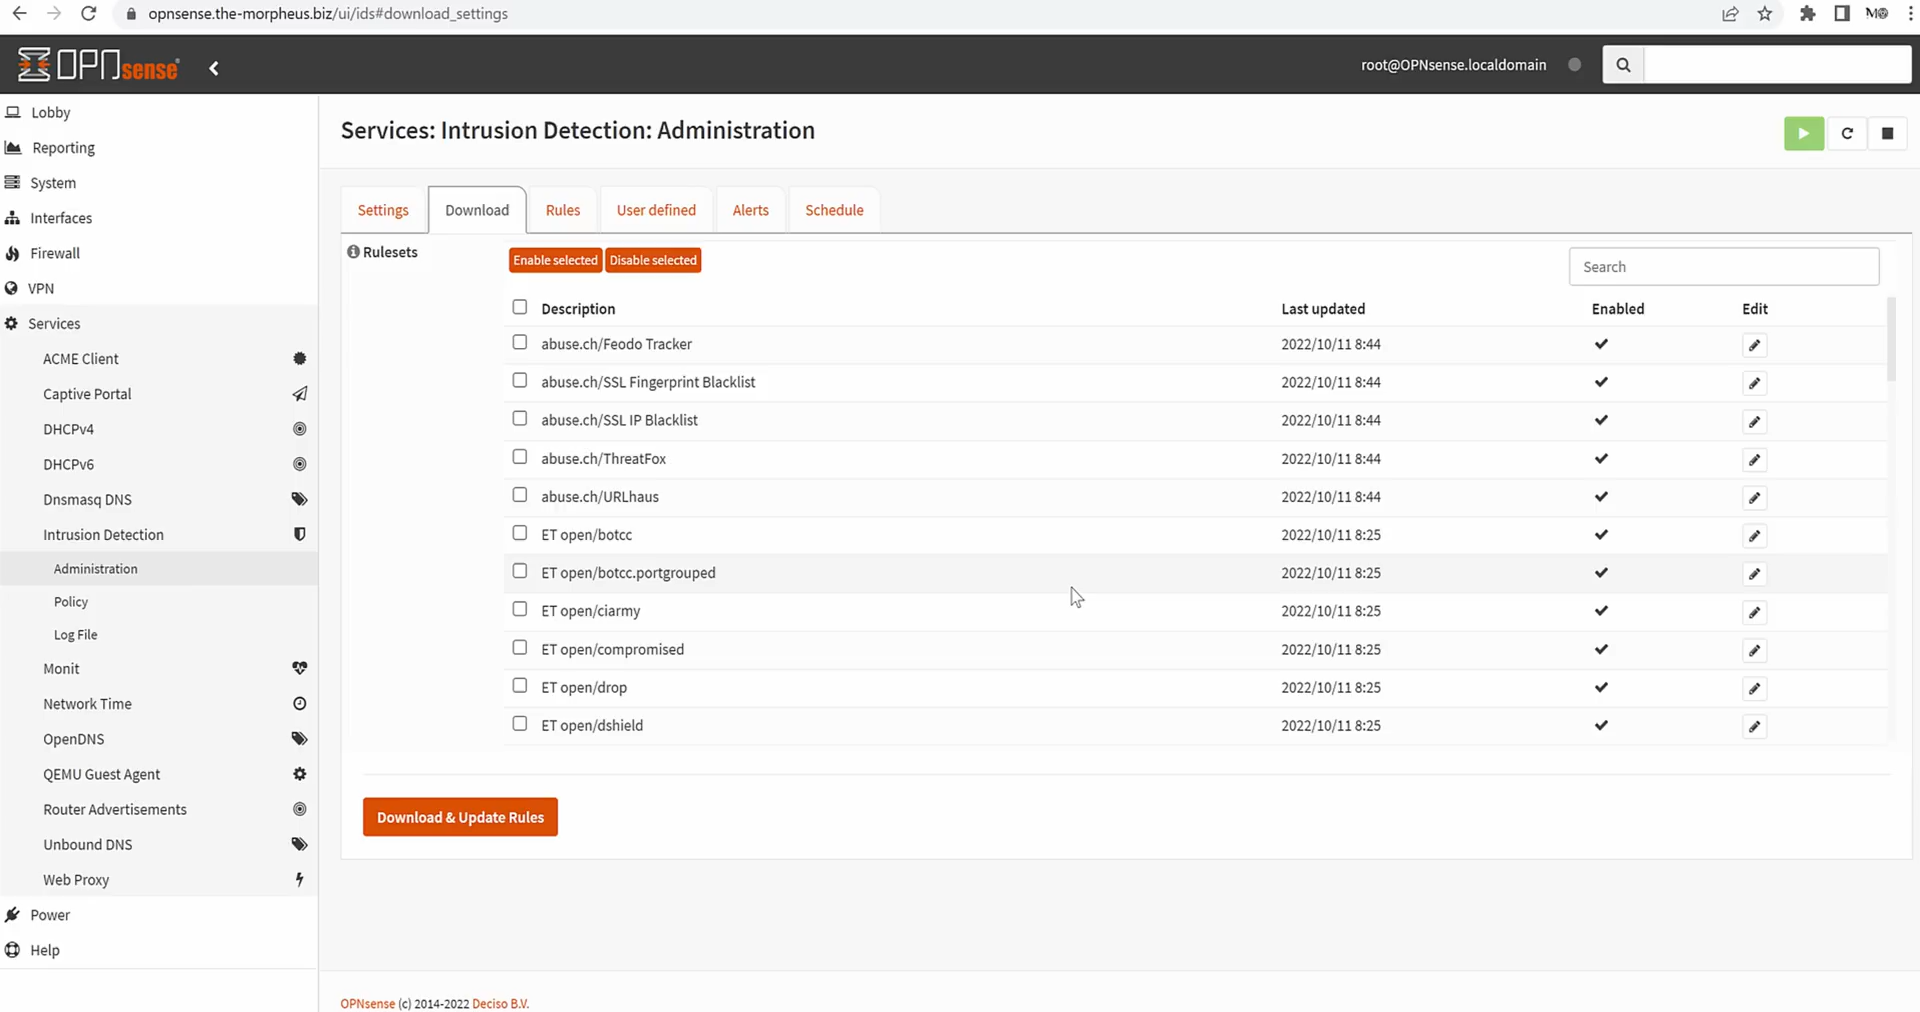 opnsense.the-morpheus.biz/ui/ids#download_settings
OPNsense
root@OPNsense.localdomain
Lobby
Reporting
System
Interfaces
Firewall
VPN
Services
ACME Client
Captive Portal
DHCPv4
DHCPv6
Dnsmasq DNS
Intrusion Detection
Administration
Policy
Log File
Monit
Network Time
OpenDNS
QEMU Guest Agent
Router Advertisements
Unbound DNS
Web Proxy
Power
Help
Services: Intrusion Detection: Administration
Settings Download Rules User defined Alerts Schedule
Rulesets
Enable selected Disable selected
Search
Description Last updated Enabled Edit
abuse.ch/Feodo Tracker 2022/10/11 8:44
abuse.ch/SSL Fingerprint Blacklist 2022/10/11 8:44
abuse.ch/SSL IP Blacklist 2022/10/11 8:44
abuse.ch/ThreatFox 2022/10/11 8:44
abuse.ch/URLhaus 2022/10/11 8:44
ET open/botcc 2022/10/11 8:25
ET open/botcc.portgrouped 2022/10/11 8:25
ET open/ciarmy 2022/10/11 8:25
ET open/compromised 2022/10/11 8:25
ET open/drop 2022/10/11 8:25
ET open/dshield 2022/10/11 8:25
Download & Update Rules
OPNsense (c) 2014-2022 Deciso B.V.